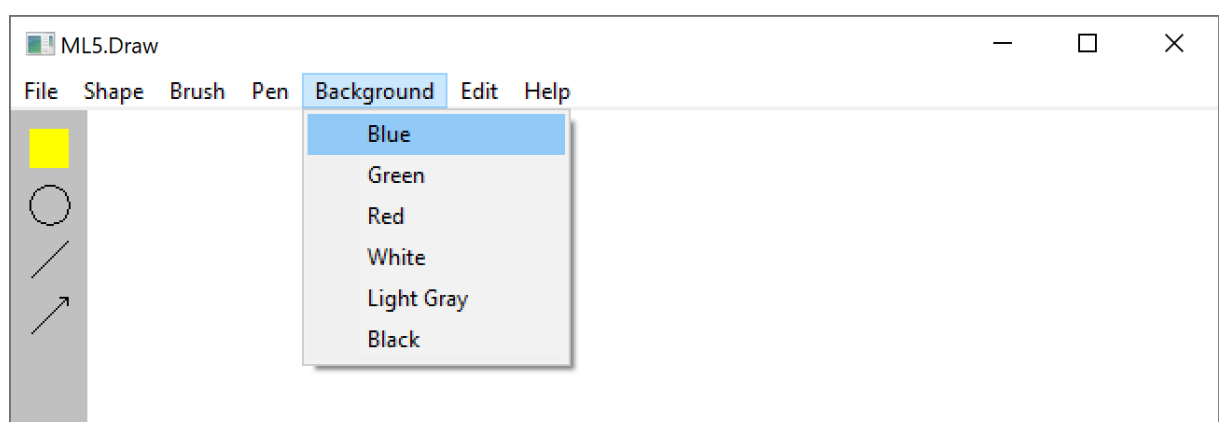 ML5.Draw
File Shape Brush Pen Background Edit Help
Blue
Green
Red
White
Light Gray
Black